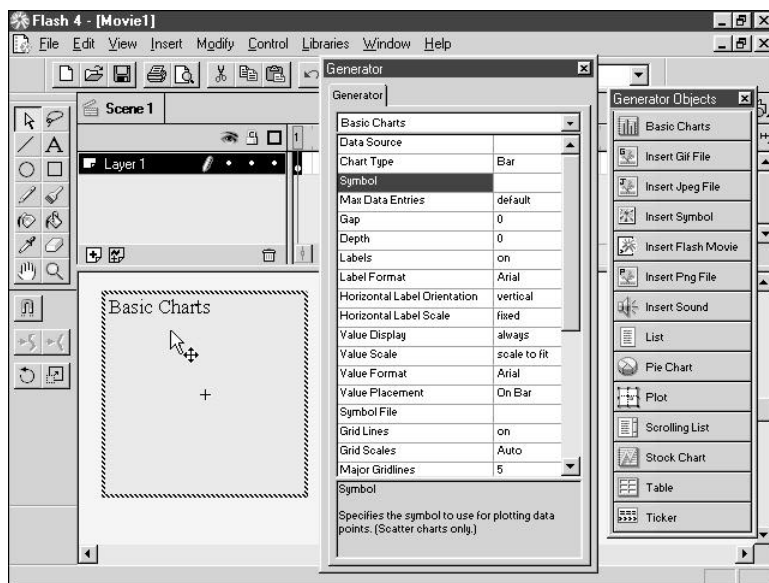 Flash 4 - [Movie1]
File Edit View Insert Modify Control Libraries Window Help
Scene 1
1
Layer 1
Basic Charts
Generator
Generator
Basic Charts
Data Source
Chart Type Bar
Symbol
Max Data Entries default
Gap 0
Depth 0
Labels on
Label Format Arial
Horizontal Label Orientation vertical
Horizontal Label Scale fixed
Value Display always
Value Scale scale to fit
Value Format Arial
Value Placement On Bar
Symbol File
Grid Lines on
Grid Scales Auto
Major Gridlines 5
Symbol
Specifies the symbol to use for plotting data
points. (Scatter charts only.)
Generator Objects
Basic Charts
Insert Gif File
Insert Jpeg File
Insert Symbol
Insert Flash Movie
Insert Png File
Insert Sound
List
Pie Chart
Plot
Scrolling List
Stock Chart
Table
Ticker